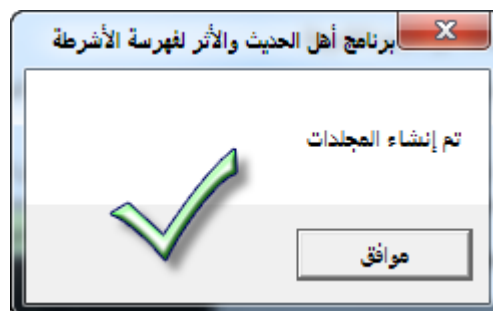 برنامج أهل الحديث والأثر لفهرسة الأشرطة
تم إنشاء المجلدات
موافق